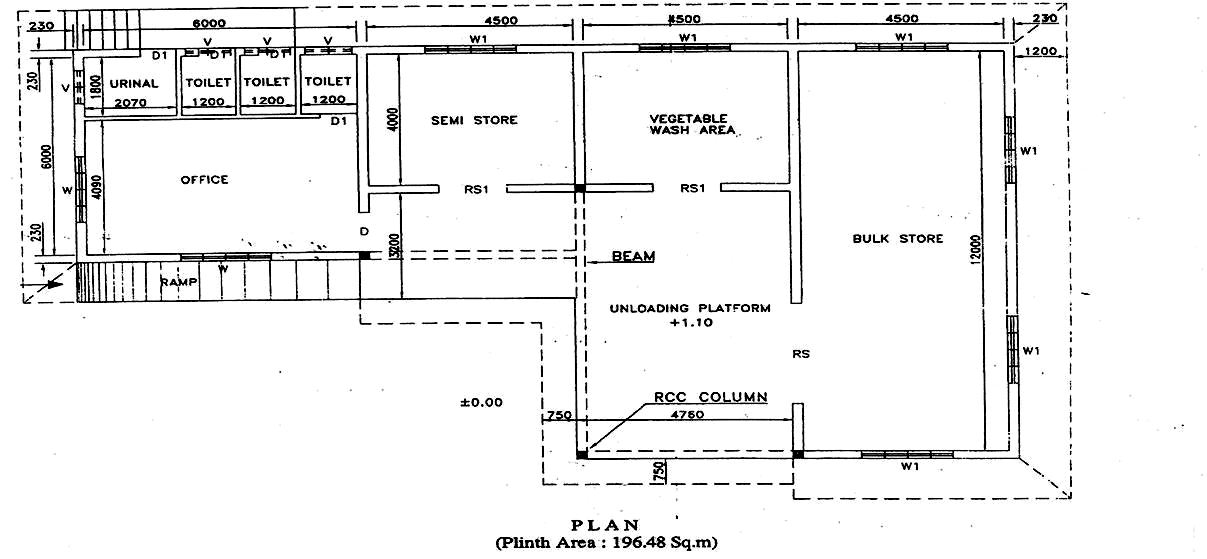 230
6000
4500
4500
4500
230
V
V
V
W1
W1
W1
D1
D1
D1
1200
230
V
1800
URINAL
TOILET
TOILET
TOILET
2070
1200
1200
1200
D1
4000
SEMI STORE
VEGETABLE
WASH AREA
W1
6000
W
4090
OFFICE
RS1
RS1
D
3200
BULK STORE
12000
230
BEAM
W
RAMP
UNLOADING PLATFORM
+1.10
RS
W1
±0.00
RCC COLUMN
750
4760
750
W1
PLAN
(Plinth Area : 196.48 Sq.m)